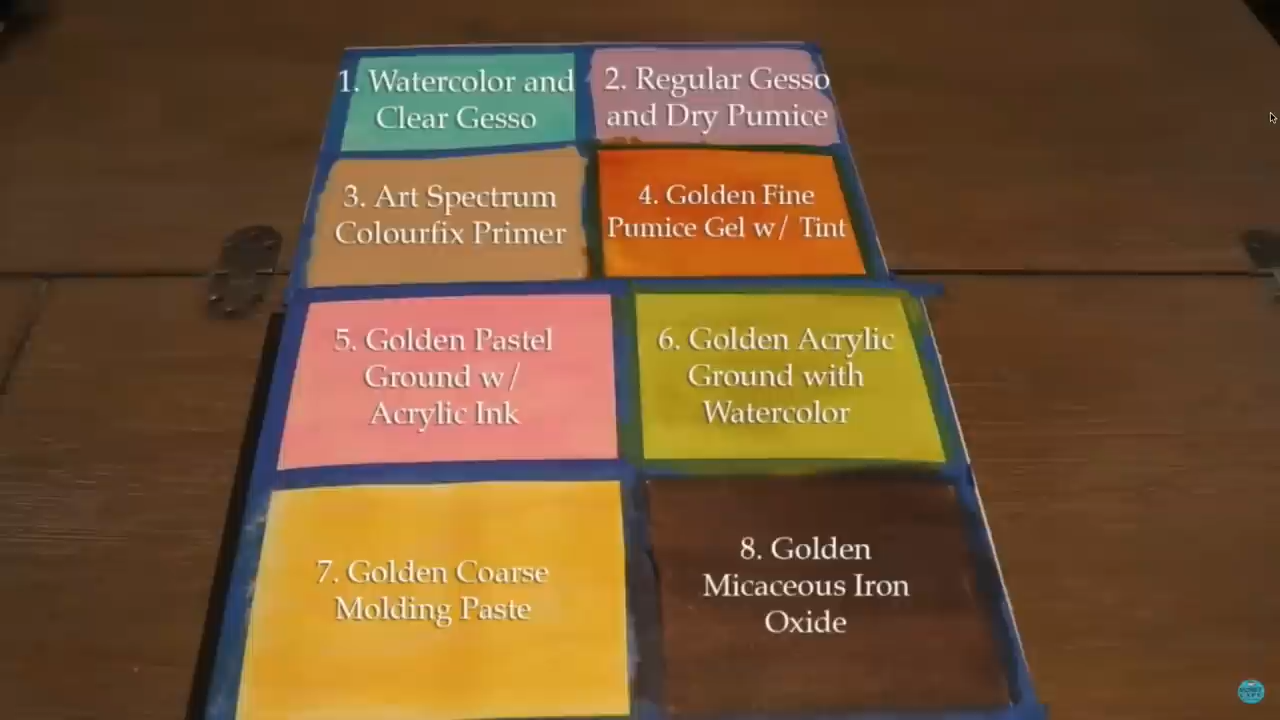 1. Watercolor and
Clear Gesso
2. Regular Gesso
and Dry Pumice
3. Art Spectrum
Colourfix Primer
4. Golden Fine
Pumice Gel w/ Tint
5. Golden Pastel
Ground w/
Acrylic Ink
6. Golden Acrylic
Ground with
Watercolor
7. Golden Coarse
Molding Paste
8. Golden
Micaceous Iron
Oxide